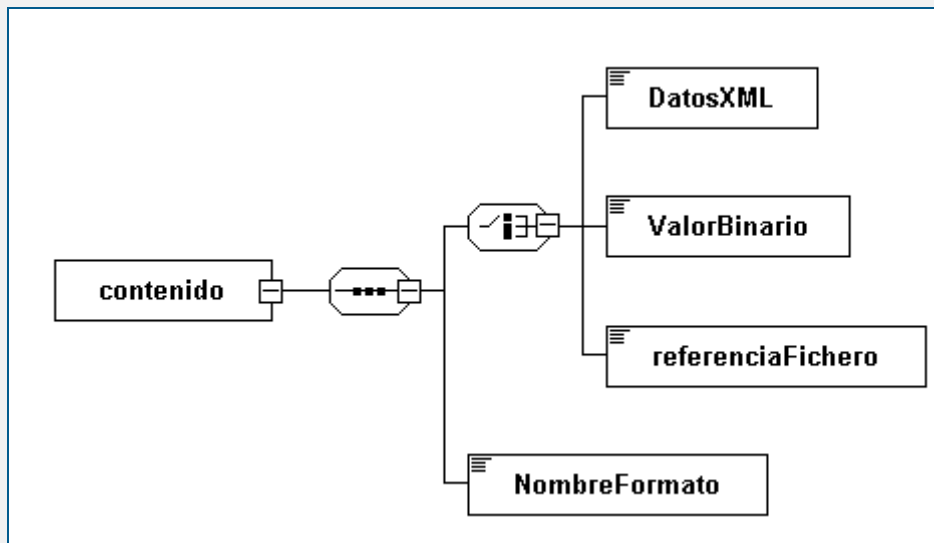 DatosXML
ValorBinario
contenido
referenciaFichero
NombreFormato